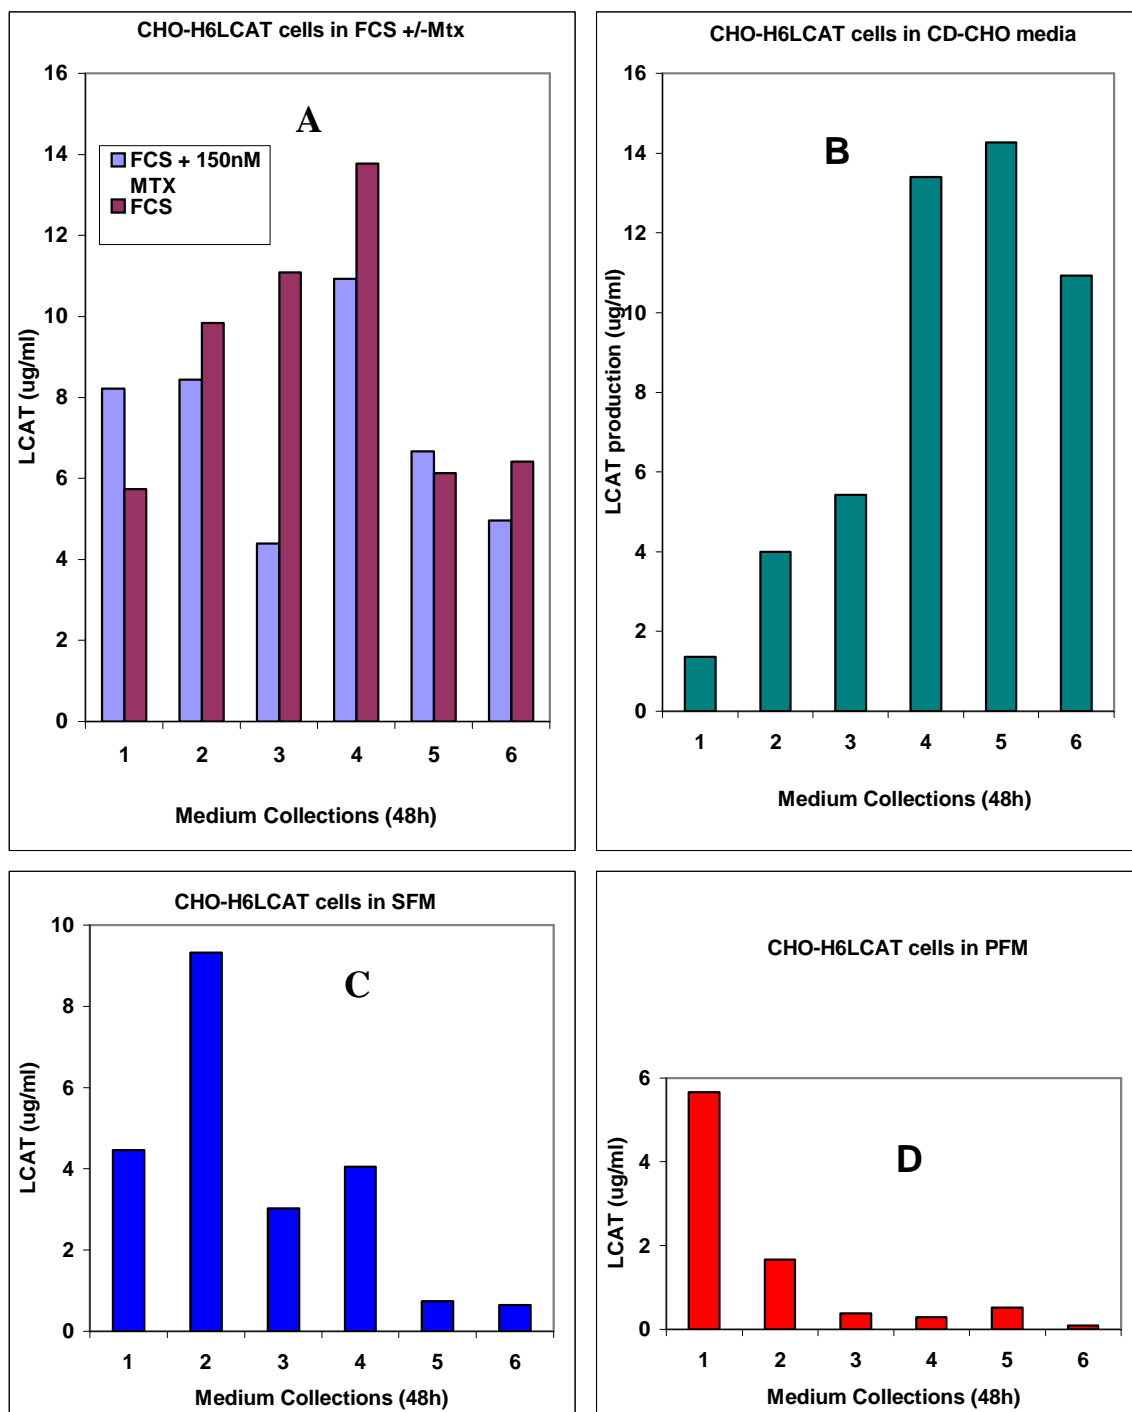 CHO-H6LCAT cells in FCS +/-Mtx
16
14
12
10
8
6
4
2
0
LCAT (ug/ml)
A
FCS + 150nM
MTX
FCS
1 2 3 4 5 6
Medium Collections (48h)
CHO-H6LCAT cells in CD-CHO media
16
14
12
10
8
6
4
2
0
LCAT production (ug/ml)
B
1 2 3 4 5 6
Medium Collections (48h)
CHO-H6LCAT cells in SFM
10
8
6
4
2
0
LCAT (ug/ml)
C
1 2 3 4 5 6
Medium Collections (48h)
CHO-H6LCAT cells in PFM
6
4
2
0
LCAT (ug/ml)
D
1 2 3 4 5 6
Medium Collections (48h)